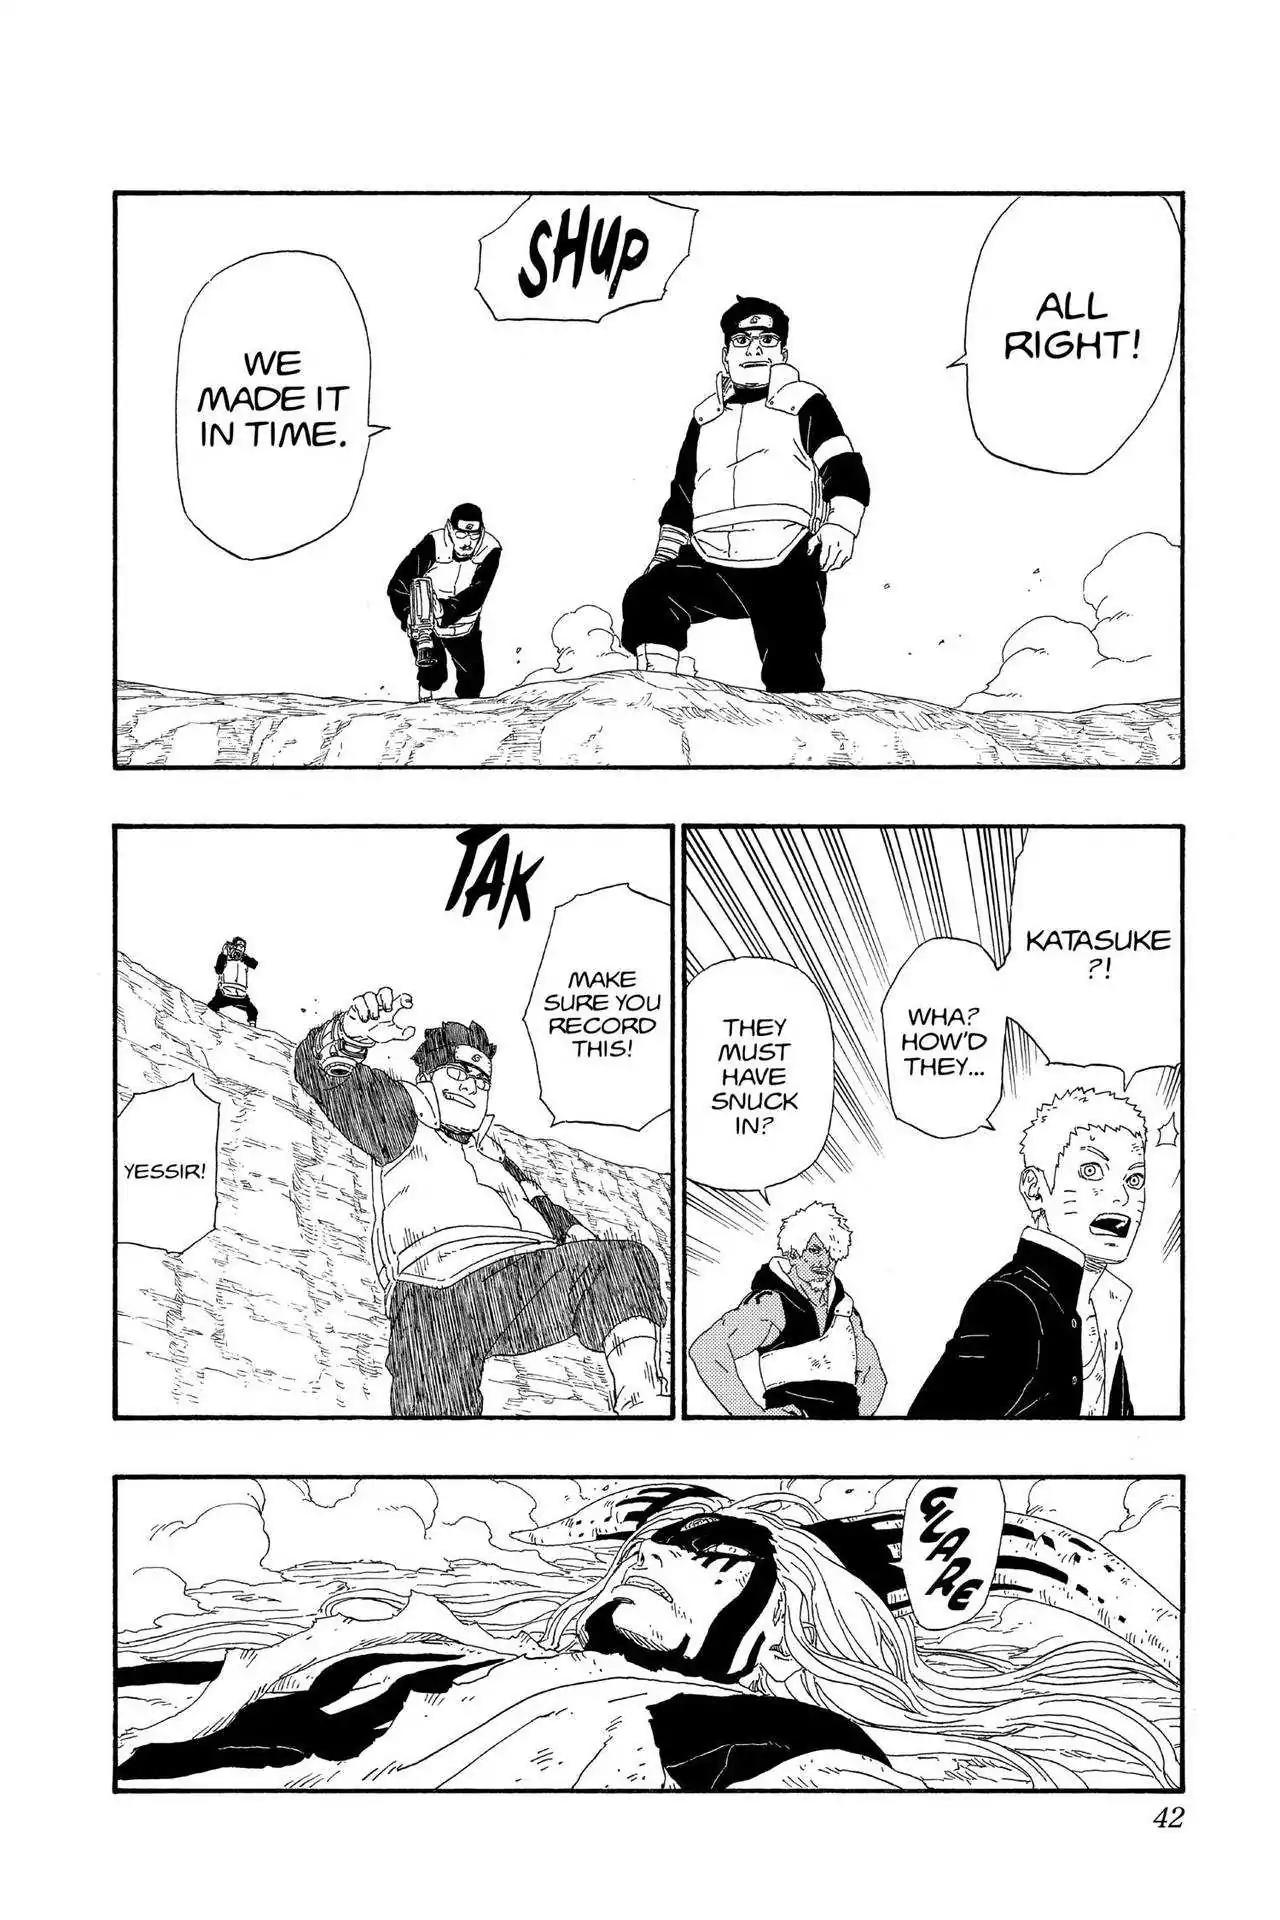 ALL
RIGHT!
SHUP
WE
MADE IT
IN TIME.
KATASUKE
?!
WHA?
HOW'D
THEY...
THEY
MUST
HAVE
SNUCK
IN?
TAK
MAKE
SURE YOU
RECORD
THIS!
YESSIR!
GLARE
42